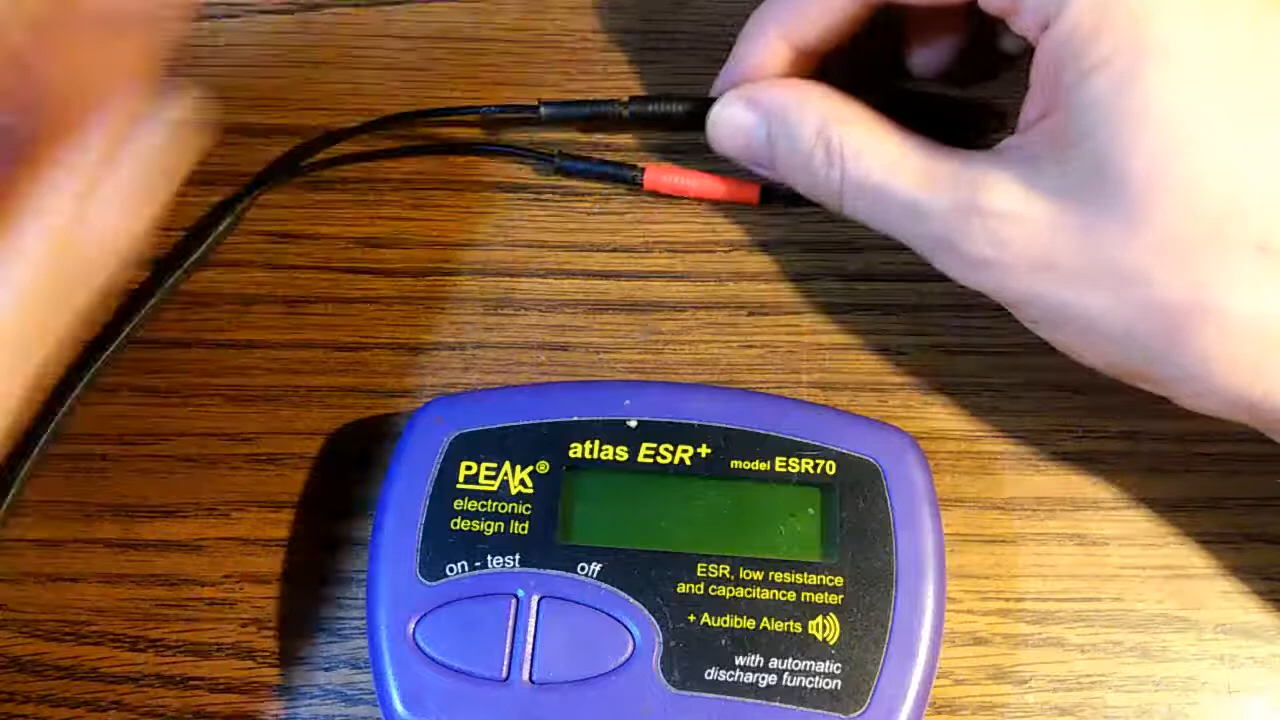 atlas ESR+ model ESR70
PEAK®
electronic
design ltd
on - test off
ESR, low resistance
and capacitance meter
+ Audible Alerts
with automatic
discharge function